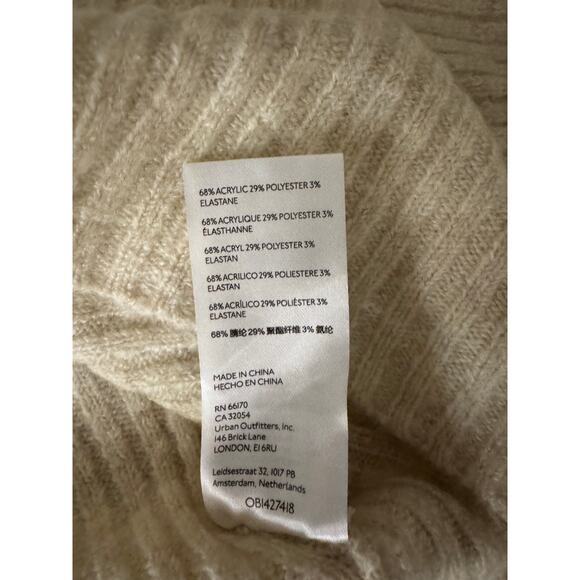 68% ACRYLIC 29% POLYESTER 3%
ELASTANE
68% ACRYLIQUE 29% POLYESTER 3%
ÉLASTHANNE
68% ACRYL 29% POLYESTER 3%
ELASTAN
68% ACRILICO 29% POLIESTERE 3%
ELASTAN
68% ACRÍLICO 29% POLIÉSTER 3%
ELASTANE
68% 腈纶 29% 聚酯纤维 3% 氨纶
MADE IN CHINA
HECHO EN CHINA
RN 66170
CA 32054
Urban Outfitters, Inc.
146 Brick Lane
LONDON, E1 6RU
Leidsestraat 32, 1017 PB
Amsterdam, Netherlands
OB1427418